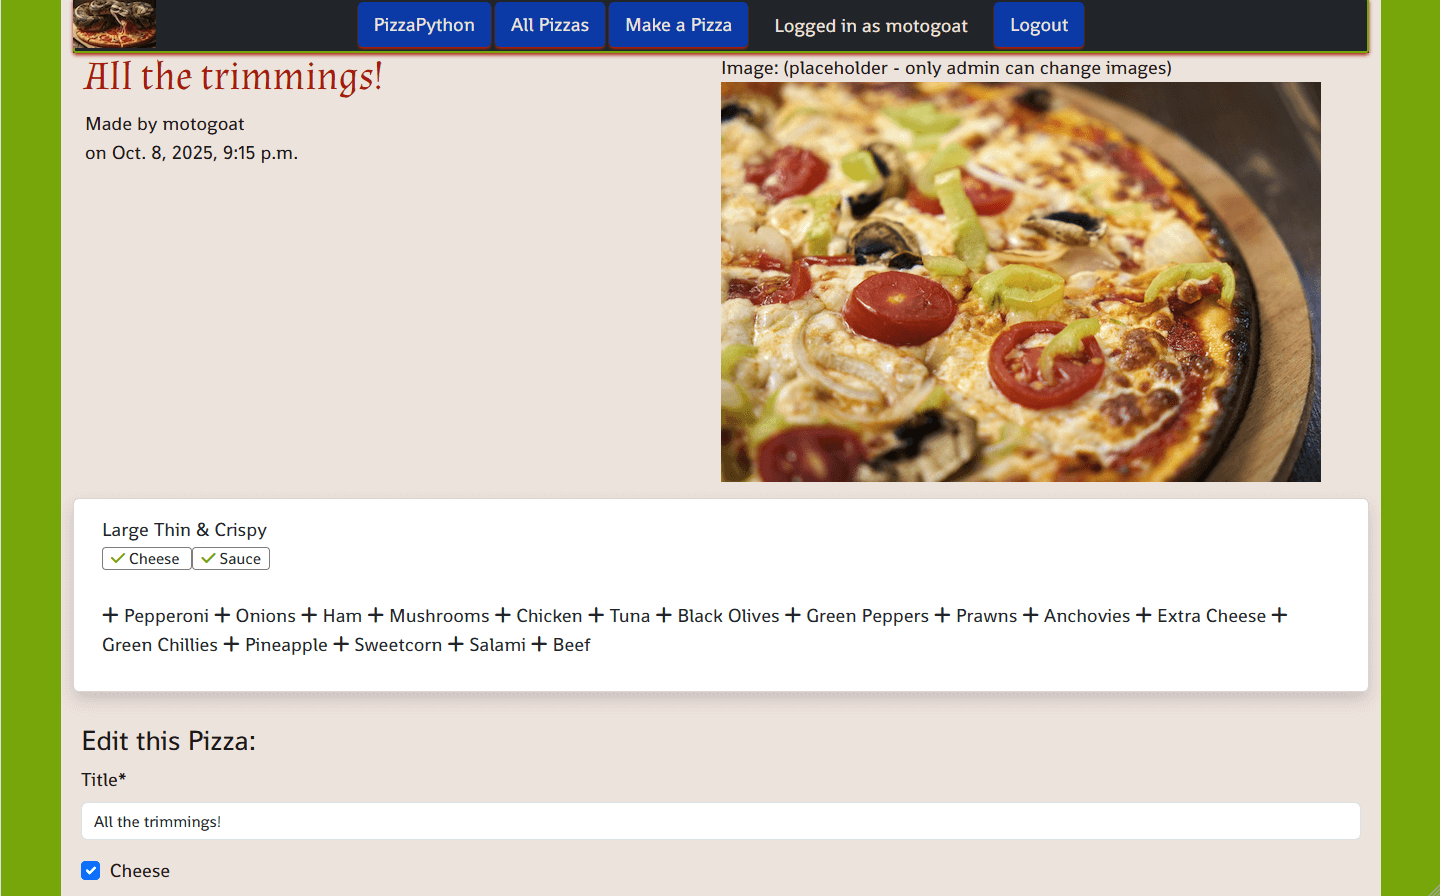 PizzaPython All Pizzas Make a Pizza Logged in as motogoat Logout
All the trimmings!
Made by motogoat
on Oct. 8, 2025, 9:15 p.m.
Image: (placeholder - only admin can change images)
Large Thin & Crispy
Cheese Sauce
+ Pepperoni + Onions + Ham + Mushrooms + Chicken + Tuna + Black Olives + Green Peppers + Prawns + Anchovies + Extra Cheese +
Green Chillies + Pineapple + Sweetcorn + Salami + Beef
Edit this Pizza:
Title*
All the trimmings!
Cheese